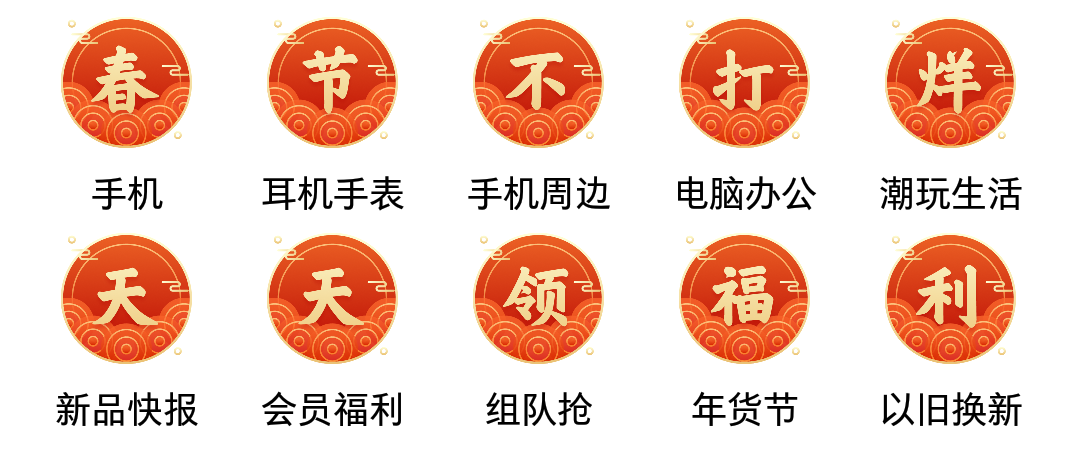 春 节 不 打 烊
手机 耳机手表 手机周边 电脑办公 潮玩生活
天 天 领 福 利
新品快报 会员福利 组队抢 年货节 以旧换新